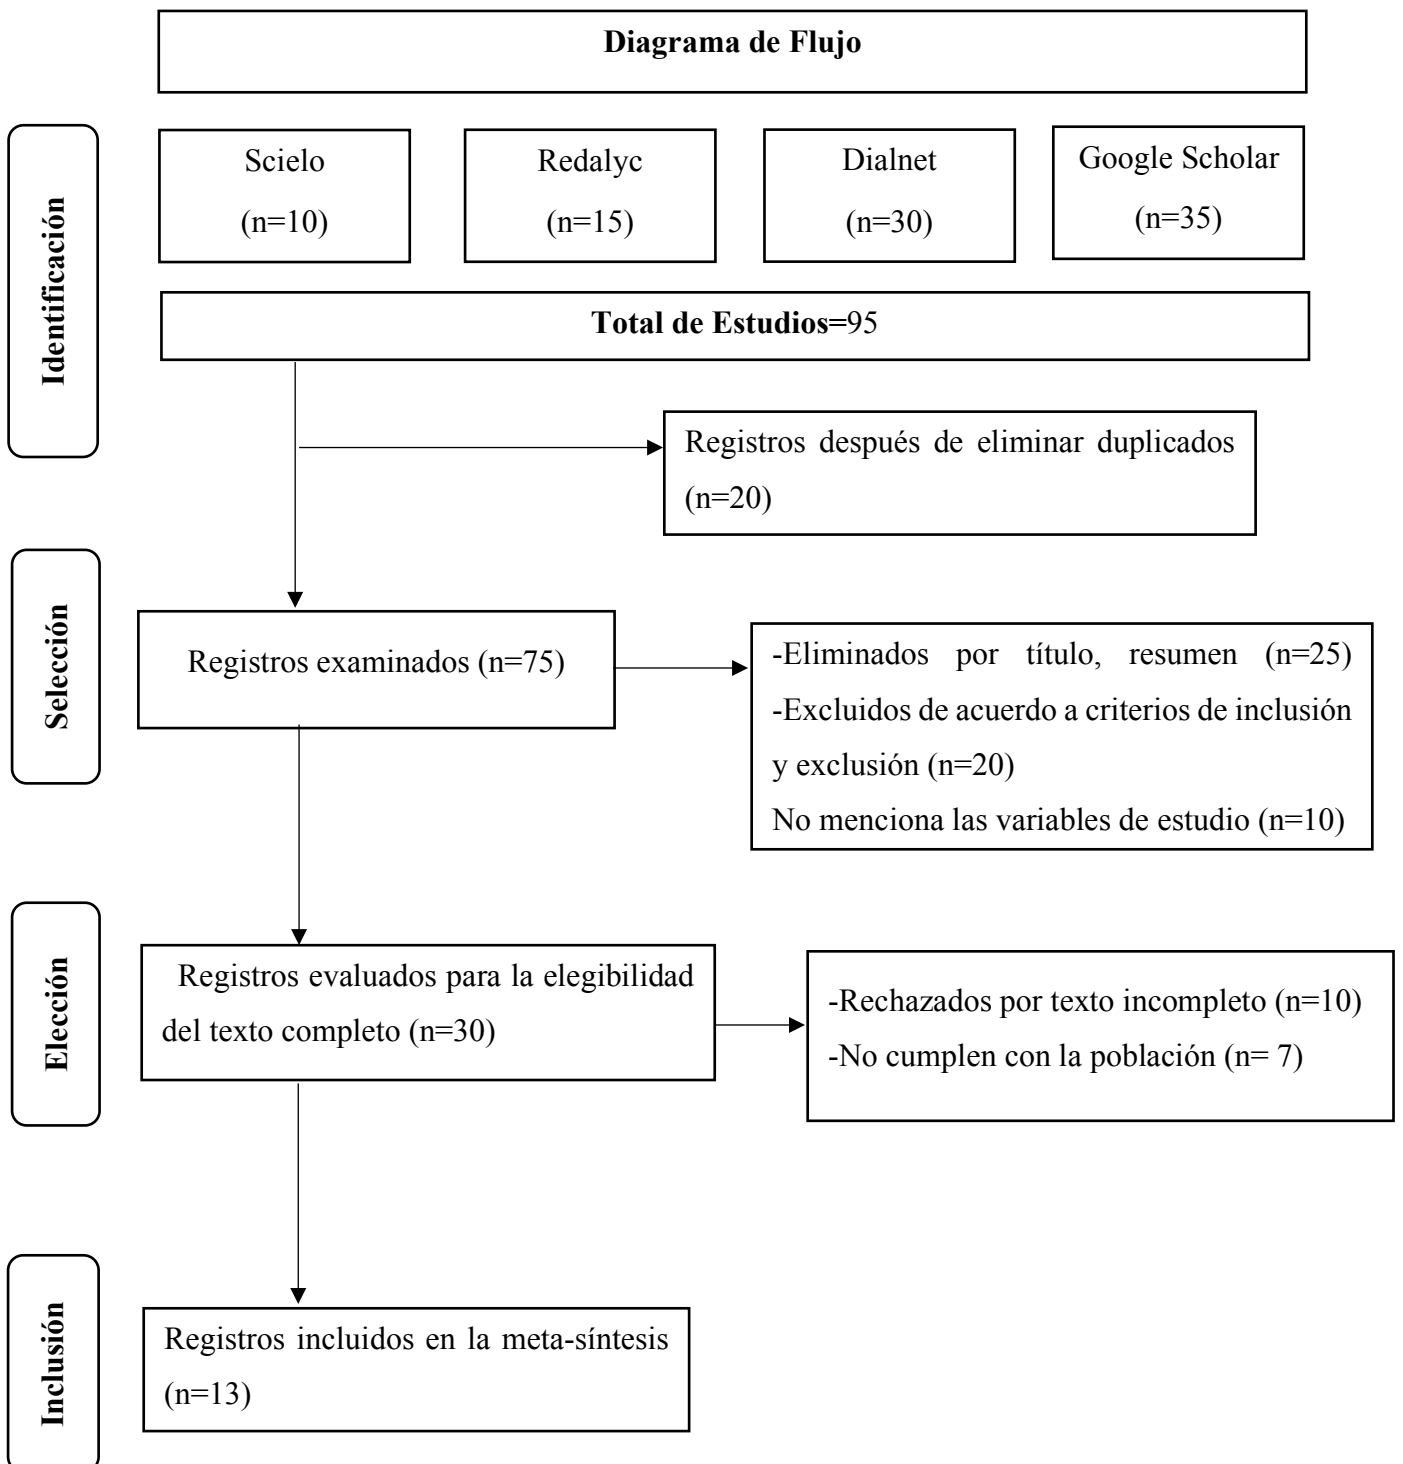 Diagrama de Flujo
Identificación
Scielo
(n=10)
Redalyc
(n=15)
Dialnet
(n=30)
Google Scholar
(n=35)
Total de Estudios=95
Registros después de eliminar duplicados
(n=20)
Selección
Registros examinados (n=75)
-Eliminados por título, resumen (n=25)
-Excluidos de acuerdo a criterios de inclusión
y exclusión (n=20)
No menciona las variables de estudio (n=10)
Elección
Registros evaluados para la elegibilidad
del texto completo (n=30)
-Rechazados por texto incompleto (n=10)
-No cumplen con la población (n= 7)
Inclusión
Registros incluidos en la meta-síntesis
(n=13)